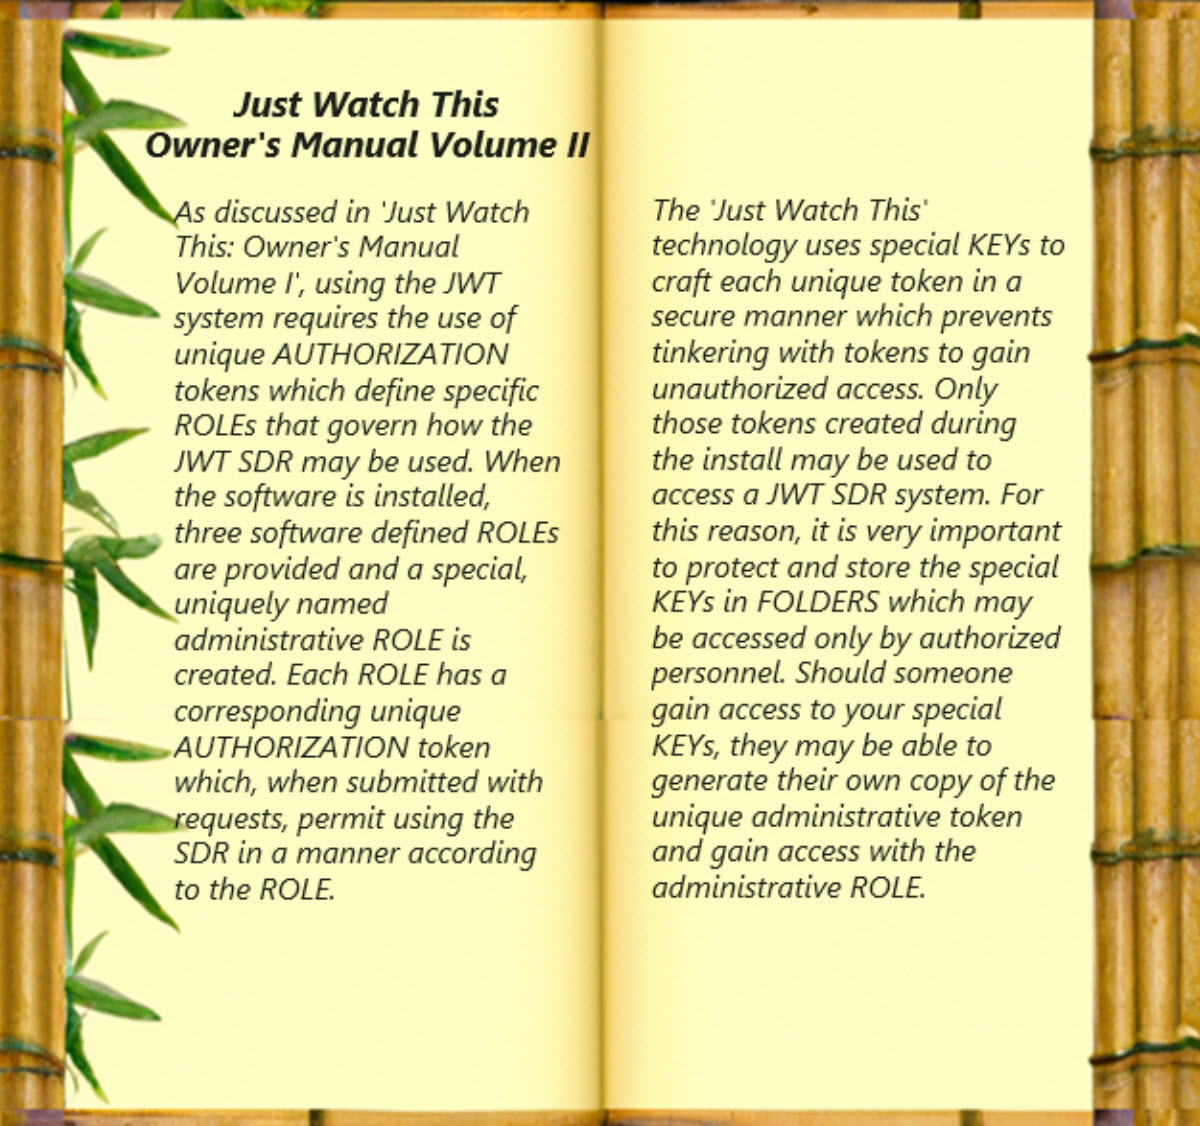 Just Watch This
Owner's Manual Volume II
As discussed in 'Just Watch
This: Owner's Manual
Volume I', using the JWT
system requires the use of
unique AUTHORIZATION
tokens which define specific
ROLEs that govern how the
JWT SDR may be used. When
the software is installed,
three software defined ROLEs
are provided and a special,
uniquely named
administrative ROLE is
created. Each ROLE has a
corresponding unique
AUTHORIZATION token
which, when submitted with
requests, permit using the
SDR in a manner according
to the ROLE.
The 'Just Watch This'
technology uses special KEYs to
craft each unique token in a
secure manner which prevents
tinkering with tokens to gain
unauthorized access. Only
those tokens created during
the install may be used to
access a JWT SDR system. For
this reason, it is very important
to protect and store the special
KEYs in FOLDERS which may
be accessed only by authorized
personnel. Should someone
gain access to your special
KEYs, they may be able to
generate their own copy of the
unique administrative token
and gain access with the
administrative ROLE.